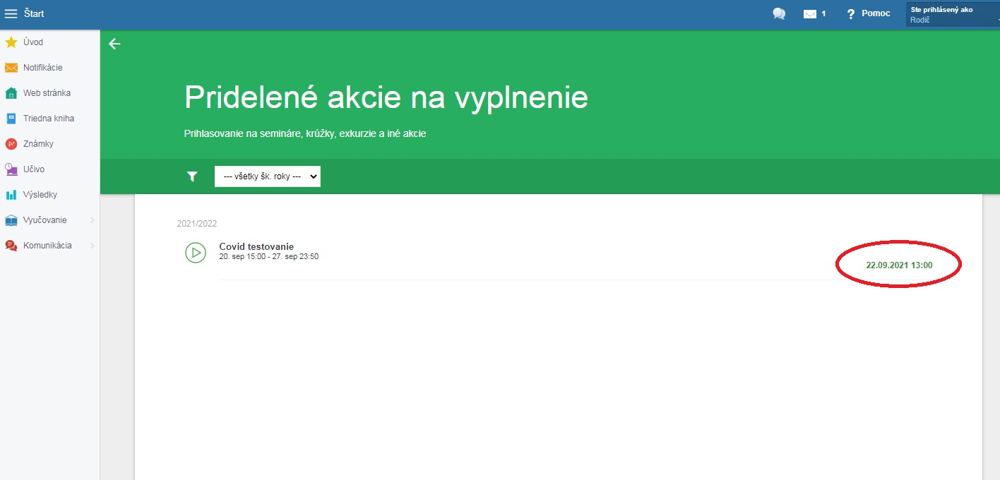 Štart
1
Pomoc
Ste prihlásený ako
Rodič
Úvod
Notifikácie
Web stránka
Triedna kniha
Známky
Učivo
Výsledky
Vyučovanie
Komunikácia
Pridelené akcie na vyplnenie
Prihlasovanie na semináre, krúžky, exkurzie a iné akcie
--- všetky šk. roky ---
2021/2022
Covid testovanie
20. sep 15:00 - 27. sep 23:50
22.09.2021 13:00